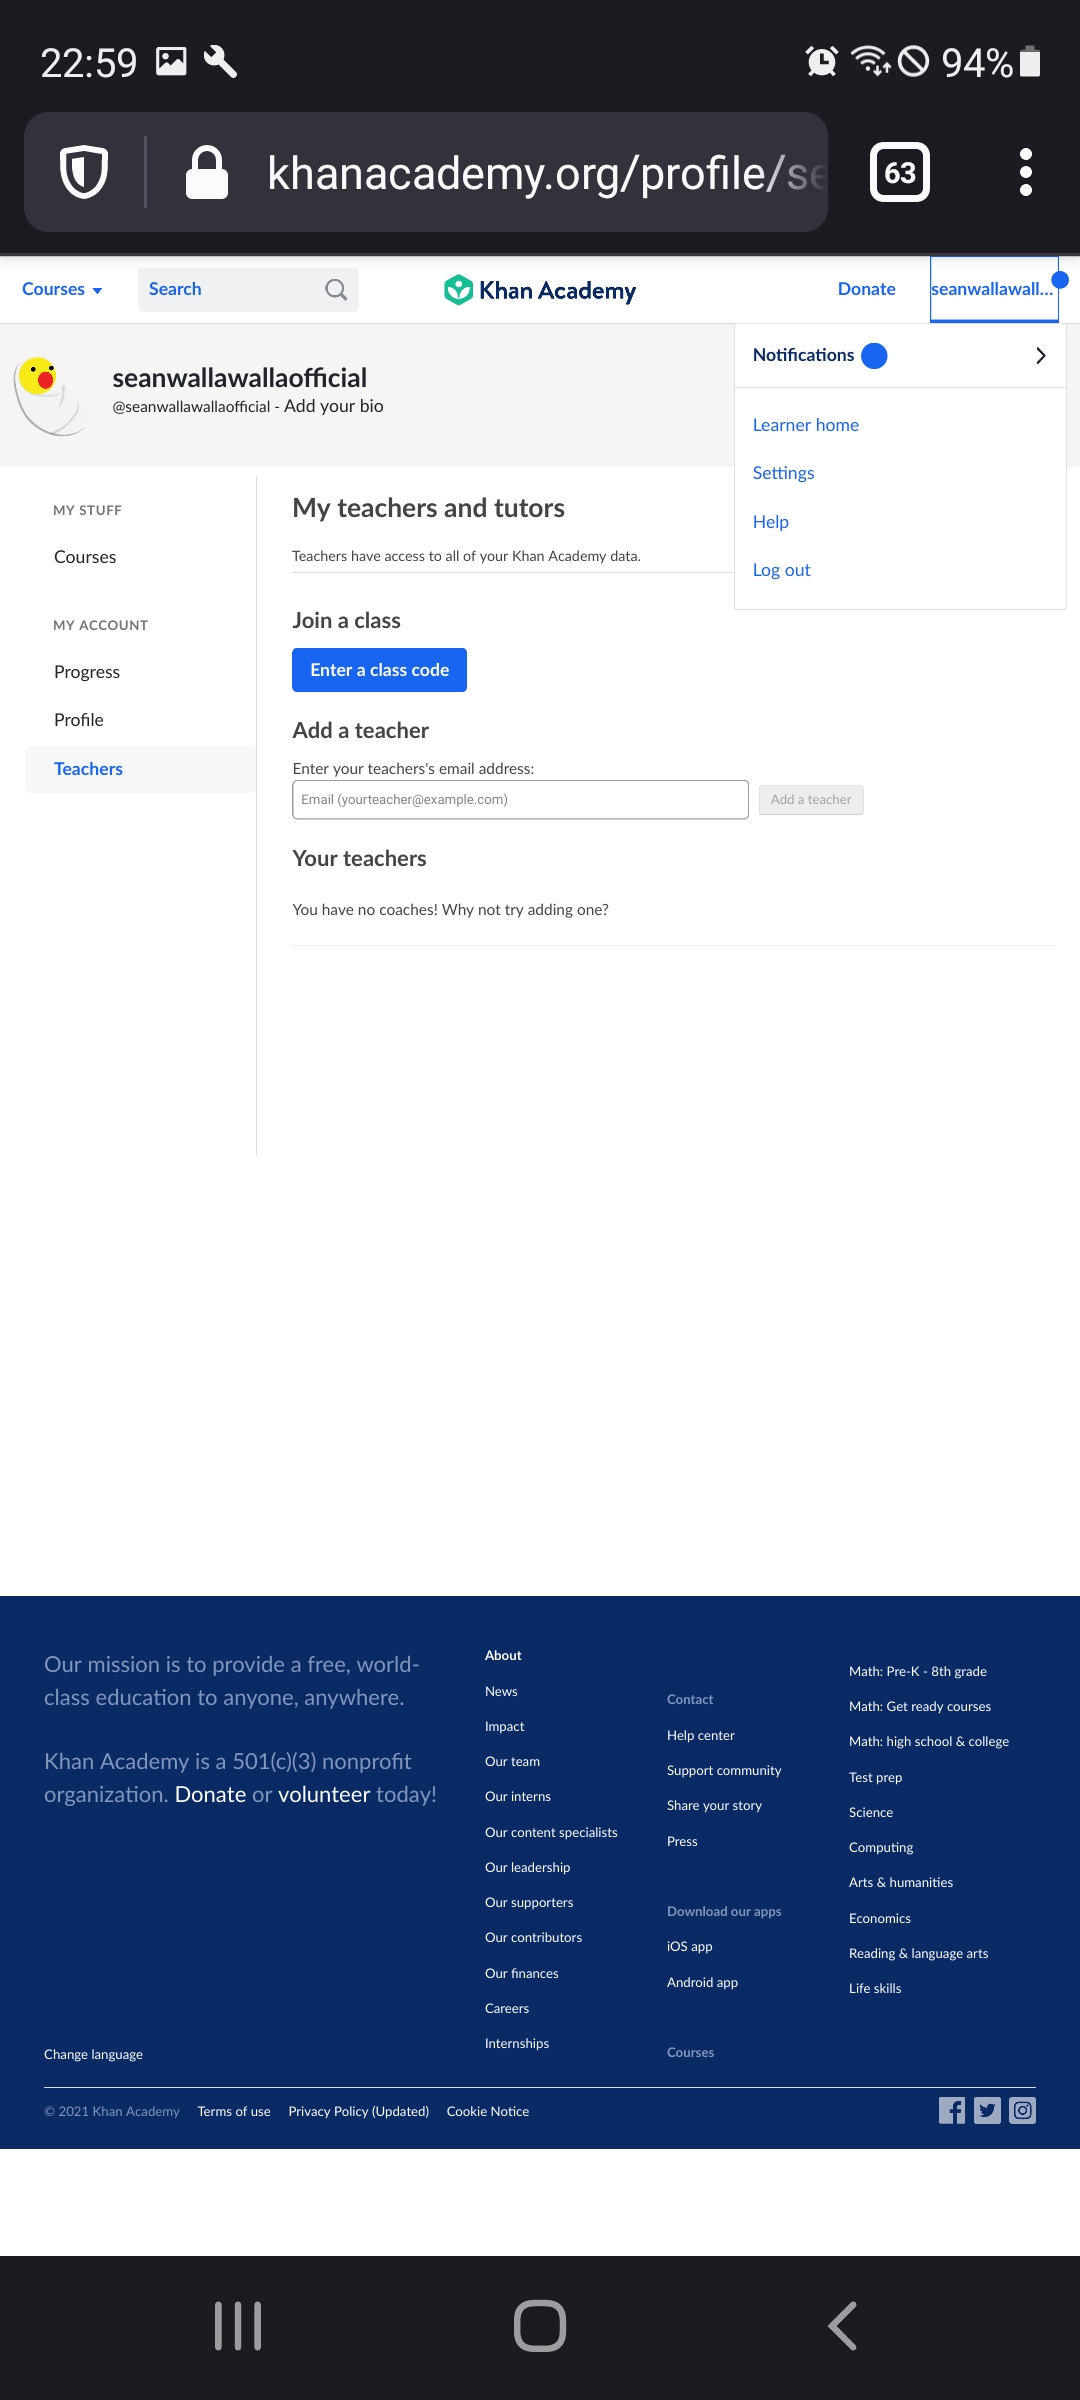 22:59
94%
khanacademy.org/profile/se
63
Courses
Search
Khan Academy
Donate
seanwallawall...
Notifications
Learner home
Settings
Help
Log out
seanwallawallaofficial
@seanwallawallaofficial - Add your bio
MY STUFF
Courses
MY ACCOUNT
Progress
Profile
Teachers
My teachers and tutors
Teachers have access to all of your Khan Academy data.
Join a class
Enter a class code
Add a teacher
Enter your teachers's email address:
Email (yourteacher@example.com)
Add a teacher
Your teachers
You have no coaches! Why not try adding one?
Our mission is to provide a free, world-
class education to anyone, anywhere.
Khan Academy is a 501(c)(3) nonprofit
organization. Donate or volunteer today!
About
News
Impact
Our team
Our interns
Our content specialists
Our leadership
Our supporters
Our contributors
Our finances
Careers
Internships
Contact
Help center
Support community
Share your story
Press
Download our apps
iOS app
Android app
Courses
Math: Pre-K - 8th grade
Math: Get ready courses
Math: high school & college
Test prep
Science
Computing
Arts & humanities
Economics
Reading & language arts
Life skills
Change language
© 2021 Khan Academy
Terms of use
Privacy Policy (Updated)
Cookie Notice